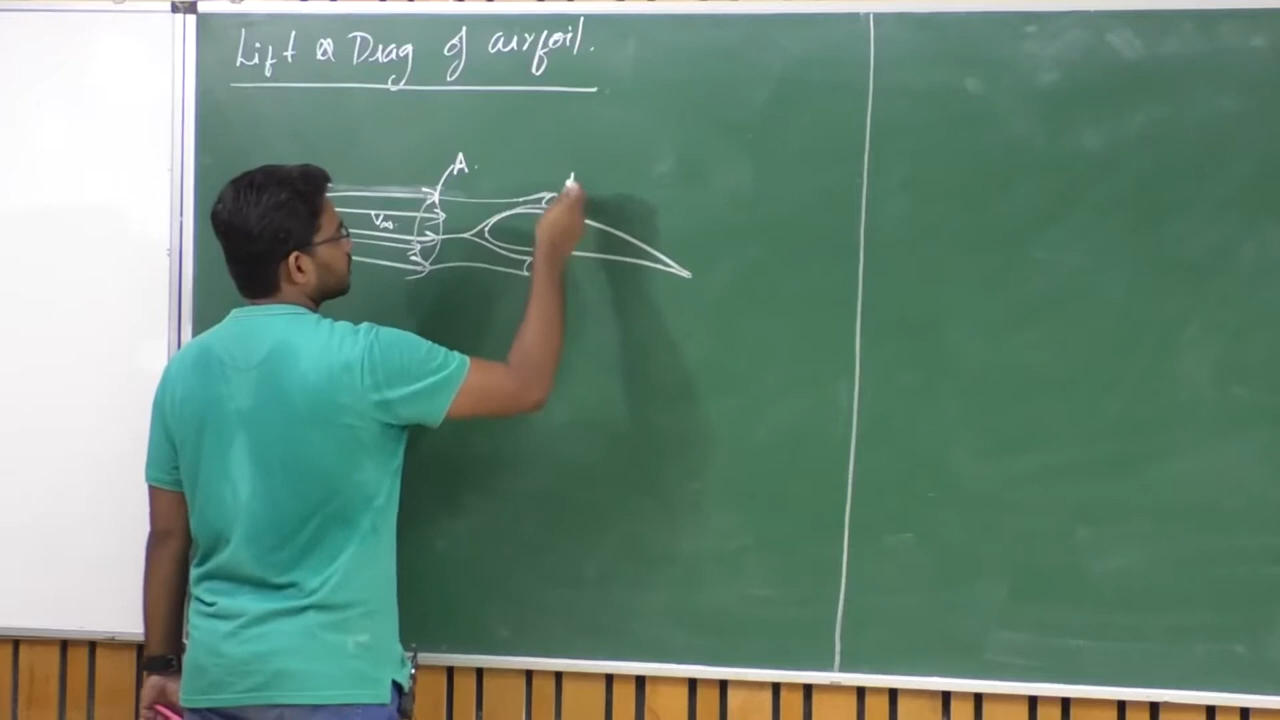 Lift & Drag of airfoil.
A.
V∞.